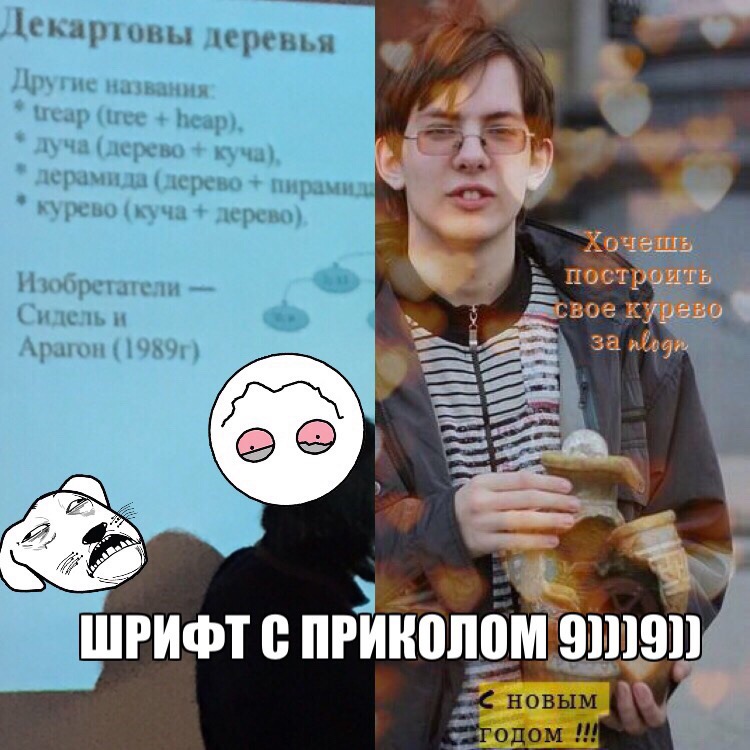 Декартовы деревья
Другие названия:
* treap (tree + heap),
* дуча (дерево + куча),
* дерамида (дерево + пирамид
* курево (куча + дерево).
Изобретатели —
Сидель и
Арагон (1989г)
Хочешь
построить
свое курево
за nlogn
ШРИФТ С ПРИКОЛОМ 9)))9))
С новым
годом !!!